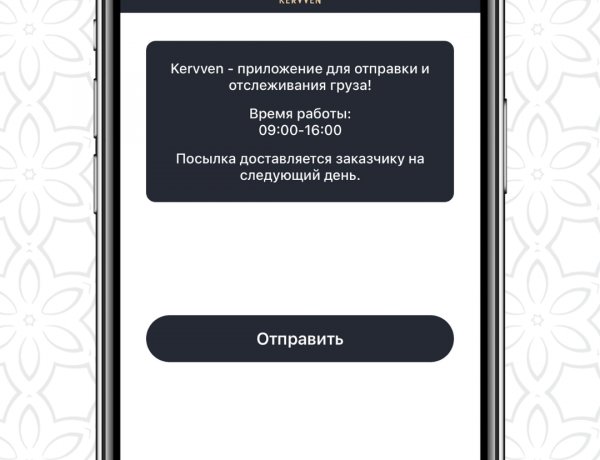 KERVVEN
Kervven - приложение для отправки и
отслеживания груза!
Время работы:
09:00-16:00
Посылка доставляется заказчику на
следующий день.
Отправить